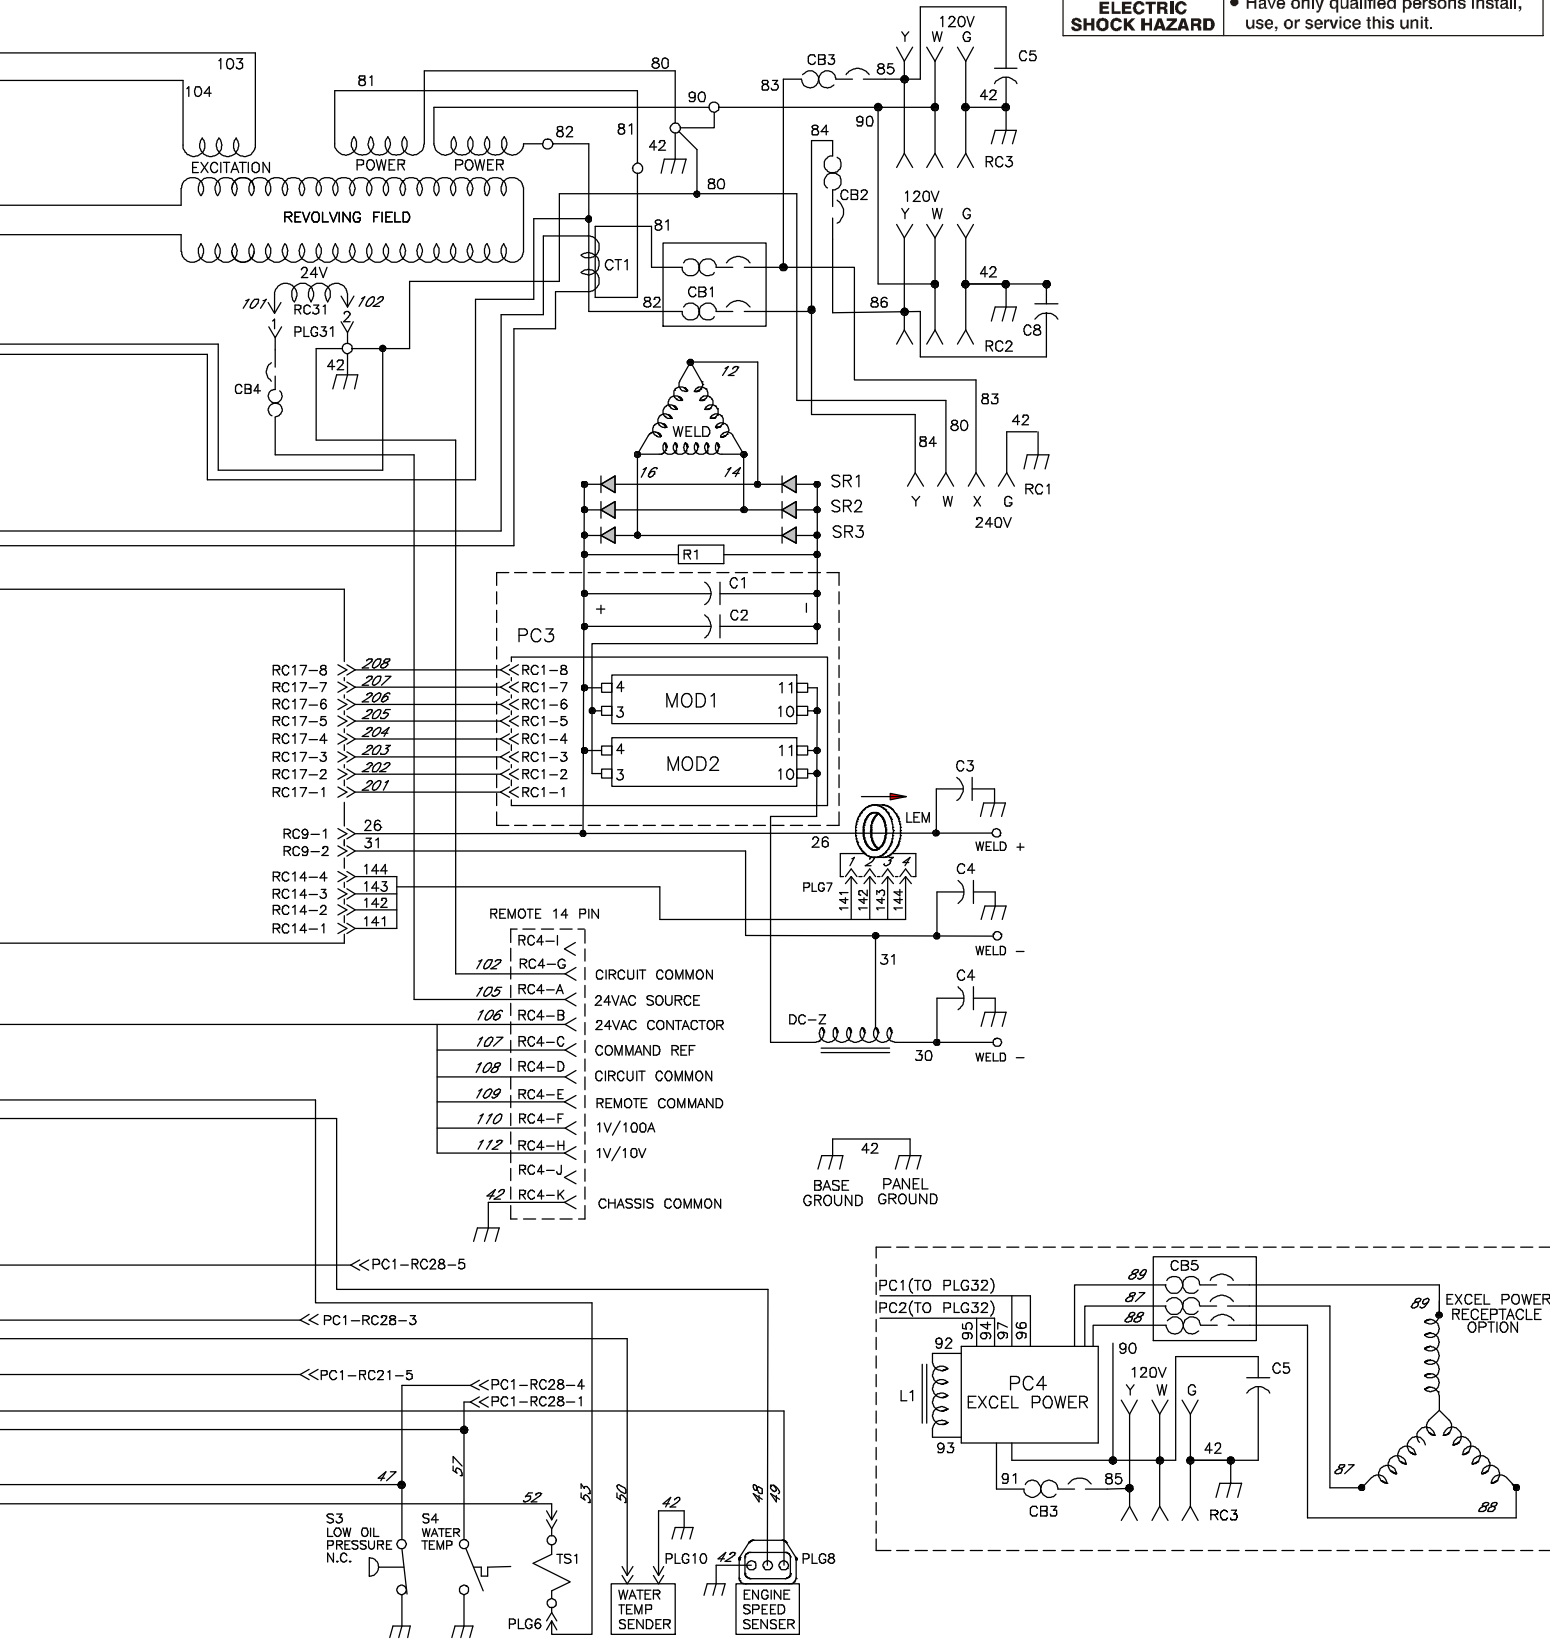 ELECTRIC
SHOCK HAZARD
● Have only qualified persons install,
use, or service this unit.
103
104
EXCITATION
81
80
POWER
POWER
90
82
81
42
80
REVOLVING FIELD
24V
101
102
RC31
1
2
PLG31
42
CB4
83
CB3
85
120V
Y W G
C5
42
90
RC3
84
CB2
120V
Y W G
42
86
C8
RC2
81
CT1
82
CB1
83
80
84
42
Y W X G
RC1
240V
12
WELD
16
14
SR1
SR2
SR3
R1
C1
+
-
C2
PC3
RC17-8 208 RC1-8
RC17-7 207 RC1-7
RC17-6 206 RC1-6
RC17-5 205 RC1-5
RC17-4 204 RC1-4
RC17-3 203 RC1-3
RC17-2 202 RC1-2
RC17-1 201 RC1-1
4 MOD1 11
3 10
4 MOD2 11
3 10
RC9-1 26
RC9-2 31
RC14-4 144
RC14-3 143
RC14-2 142
RC14-1 141
26
LEM
C3
WELD +
1 2 3 4
PLG7
141 142 143 144
C4
WELD -
31
DC-Z
C4
30
WELD -
REMOTE 14 PIN
RC4-I
102 RC4-G CIRCUIT COMMON
105 RC4-A 24VAC SOURCE
106 RC4-B 24VAC CONTACTOR
107 RC4-C COMMAND REF
108 RC4-D CIRCUIT COMMON
109 RC4-E REMOTE COMMAND
110 RC4-F 1V/100A
112 RC4-H 1V/10V
RC4-J
42 RC4-K CHASSIS COMMON
42
BASE
GROUND
PANEL
GROUND
PC1-RC28-5
PC1-RC28-3
PC1-RC21-5
PC1-RC28-4
PC1-RC28-1
47
57
52
53
50
42
48
49
S3
LOW OIL
PRESSURE
N.C.
S4
WATER
TEMP
TS1
PLG6
PLG10
WATER
TEMP
SENDER
42
PLG8
ENGINE
SPEED
SENSER
PC1(TO PLG32)
PC2(TO PLG32)
95 94 97 96
92
L1
93
PC4
EXCEL POWER
89
87
88
CB5
90
120V
Y W G
C5
42
91
CB3
85
RC3
89
EXCEL POWER
RECEPTACLE
OPTION
87
88